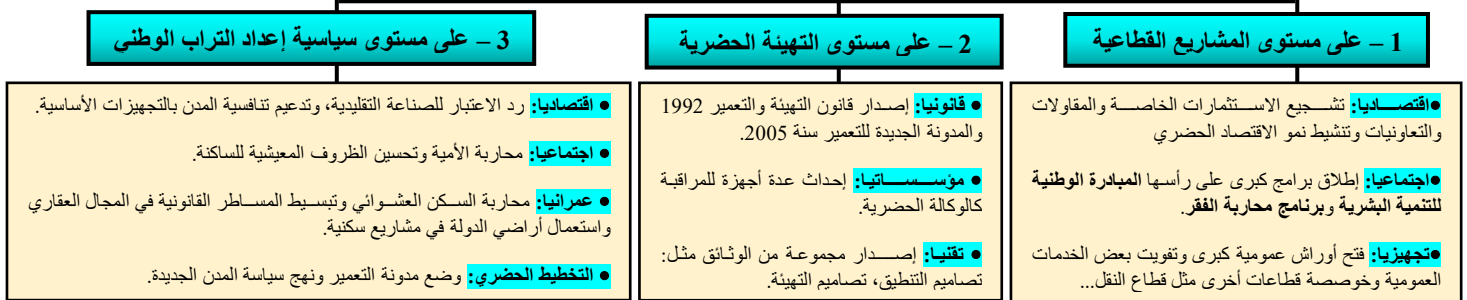 1 – على مستوى المشاريع القطاعية
●اقتصاديا: تشجيع الاستثمارات الخاصة والمقاولات
والتعاونيات وتنشيط نمو الاقتصاد الحضري
●اجتماعيا: إطلاق برامج كبرى على رأسها المبادرة الوطنية
للتنمية البشرية وبرنامج محاربة الفقر.
●تجهيزيا: فتح أوراش عمومية كبرى وتفويت بعض الخدمات
العمومية وخوصصة قطاعات أخرى مثل قطاع النقل...
2 – على مستوى التهيئة الحضرية
● قانونيا: إصدار قانون التهيئة والتعمير 1992
والمدونة الجديدة للتعمير سنة 2005.
● مؤسساتيا: إحداث عدة أجهزة للمراقبة
كالوكالة الحضرية.
● تقنيا: إصدار مجموعة من الوثائق مثل:
تصاميم التنطيق، تصاميم التهيئة.
3 – على مستوى سياسية إعداد التراب الوطني
● اقتصاديا: رد الاعتبار للصناعة التقليدية، وتدعيم تنافسية المدن بالتجهيزات الأساسية.
● اجتماعيا: محاربة الأمية وتحسين الظروف المعيشية للساكنة.
● عمرانيا: محاربة السكن العشوائي وتبسيط المساطر القانونية في المجال العقاري
واستعمال أراضي الدولة في مشاريع سكنية.
● التخطيط الحضري: وضع مدونة التعمير ونهج سياسة المدن الجديدة.